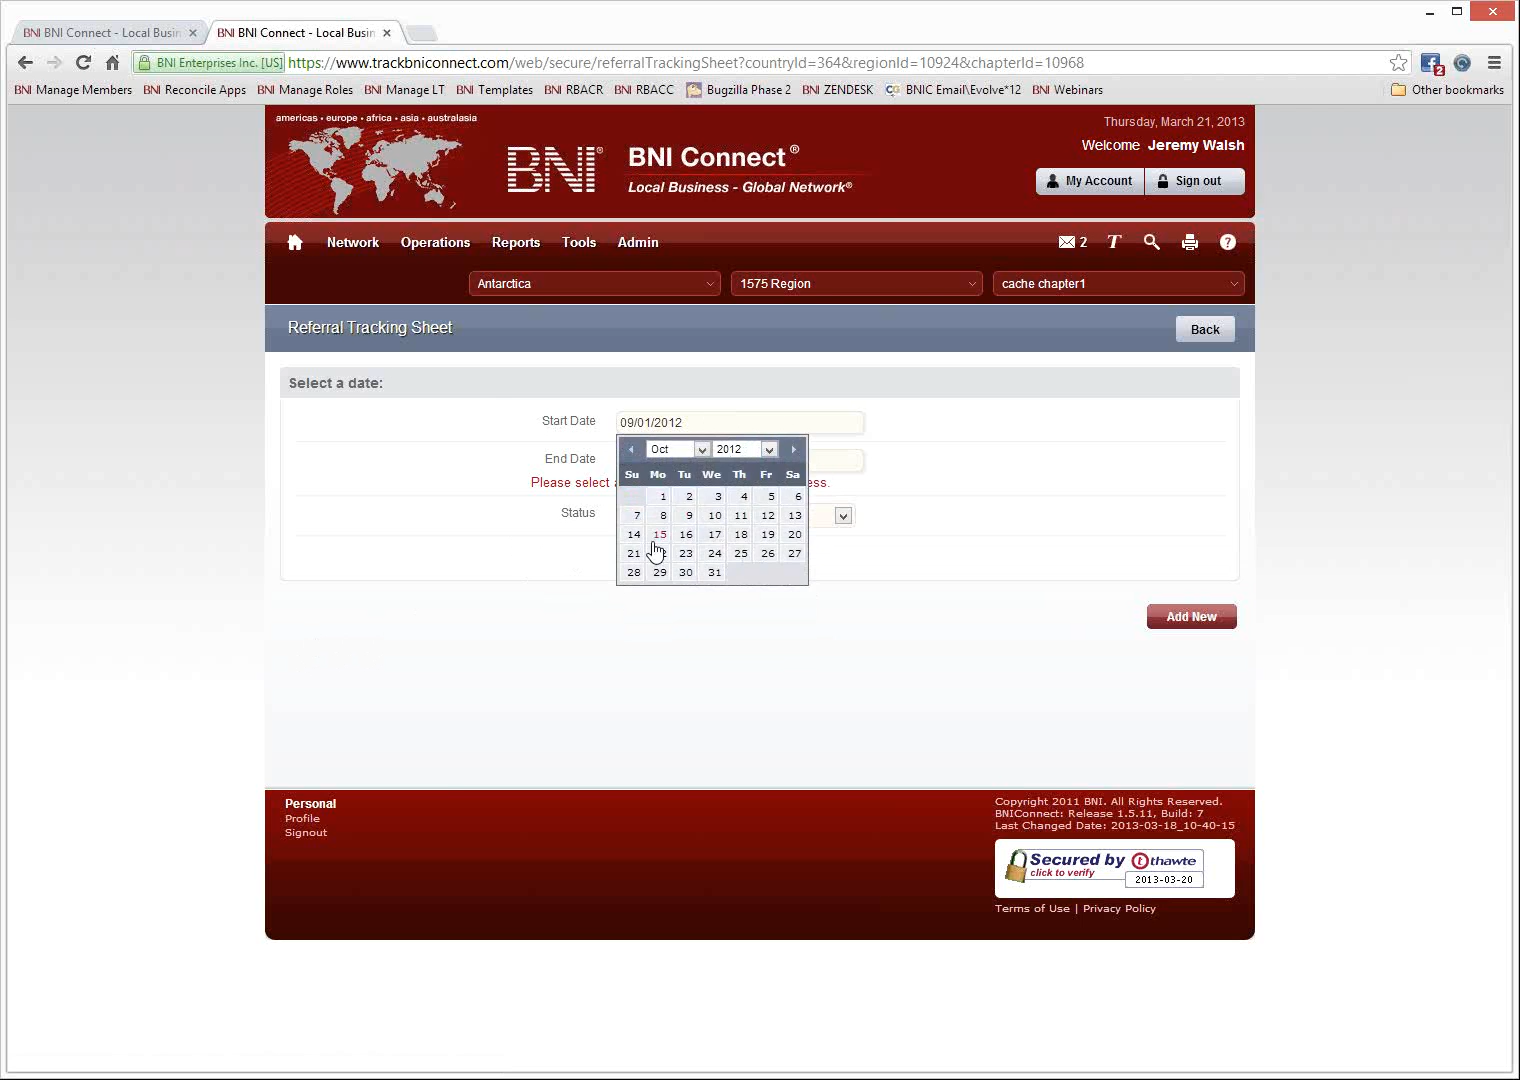 BNI BNI Connect - Local Busin
BNI BNI Connect - Local Busin
BNI Enterprises Inc. [US] https://www.trackbniconnect.com/web/secure/referralTrackingSheet?countryId=364&regionId=10924&chapterId=10968
BNI Manage Members BNI Reconcile Apps BNI Manage Roles BNI Manage LT BNI Templates BNI RBACR BNI RBACC Bugzilla Phase 2 BNI ZENDESK BNIC Email\Evolve*12 BNI Webinars Other bookmarks
americas • europe • africa • asia • australasia
BNI®
BNI Connect®
Local Business - Global Network®
Thursday, March 21, 2013
Welcome Jeremy Walsh
My Account Sign out
Network Operations Reports Tools Admin 2 T ?
Antarctica 1575 Region cache chapter1
Referral Tracking Sheet Back
Select a date:
Start Date 09/01/2012
Oct 2012
End Date
Su Mo Tu We Th Fr Sa
Please select ss.
1 2 3 4 5 6
Status
7 8 9 10 11 12 13
14 15 16 17 18 19 20
21 23 24 25 26 27
28 29 30 31
Add New
Personal
Profile
Signout
Copyright 2011 BNI. All Rights Reserved.
BNIConnect: Release 1.5.11, Build: 7
Last Changed Date: 2013-03-18_10-40-15
Secured by thawte
click to verify
2013-03-20
Terms of Use | Privacy Policy